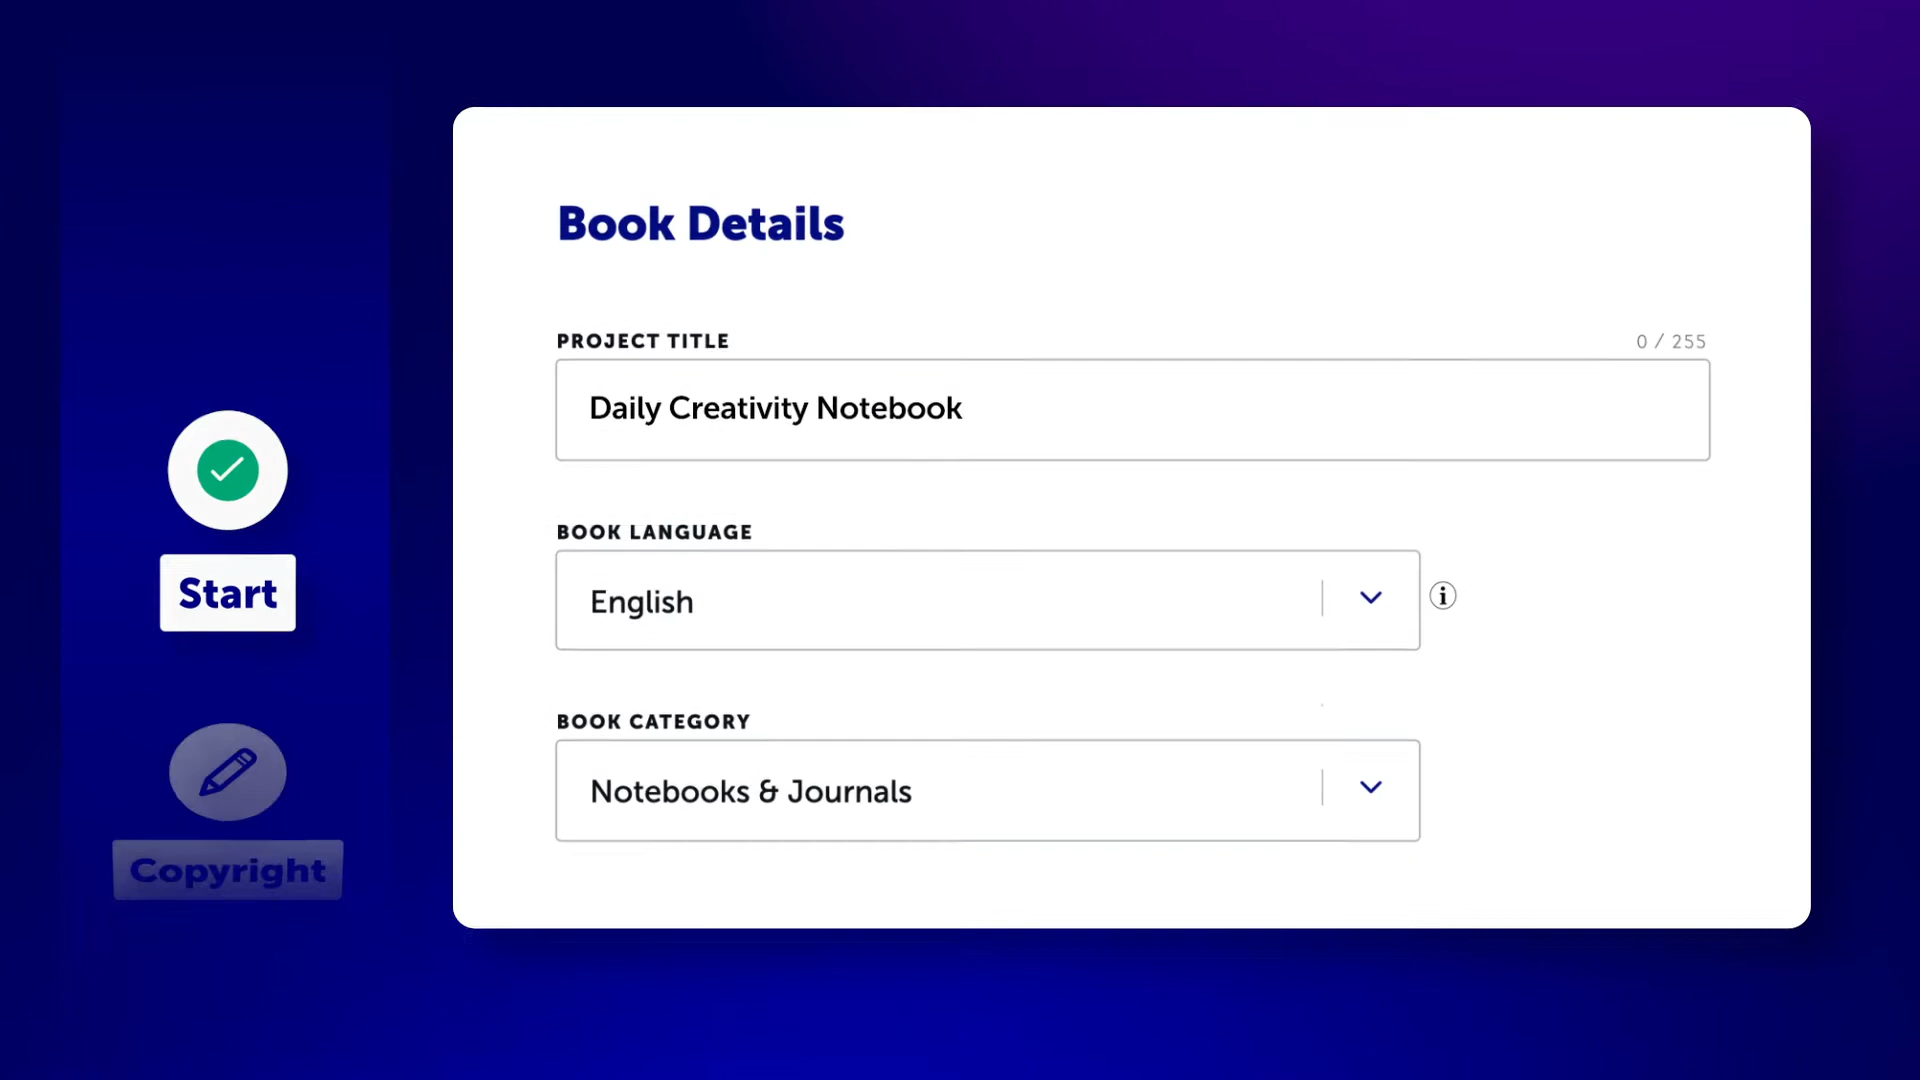 Book Details
PROJECT TITLE
0 / 255
Daily Creativity Notebook
BOOK LANGUAGE
English
i
BOOK CATEGORY
Notebooks & Journals
Start
Copyright